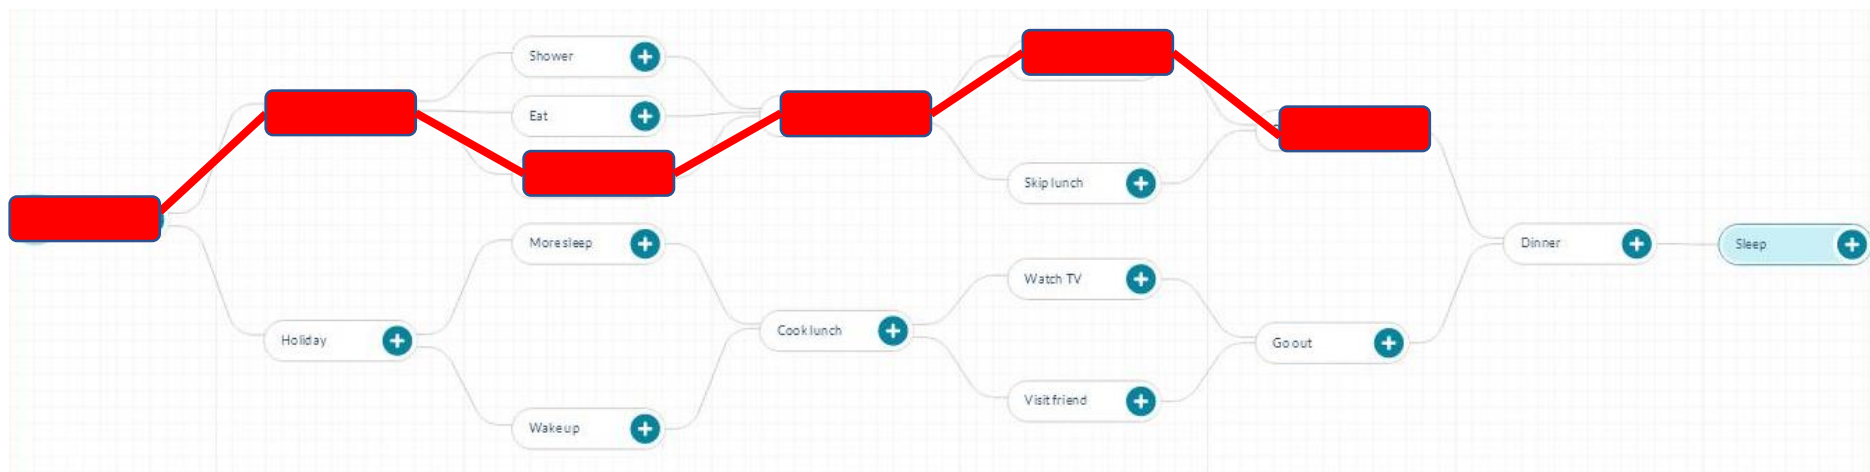 Shower
Eat
Skip lunch
More sleep
Watch TV
Dinner
Sleep
Holiday
Cook lunch
Go out
Visit friend
Wake up